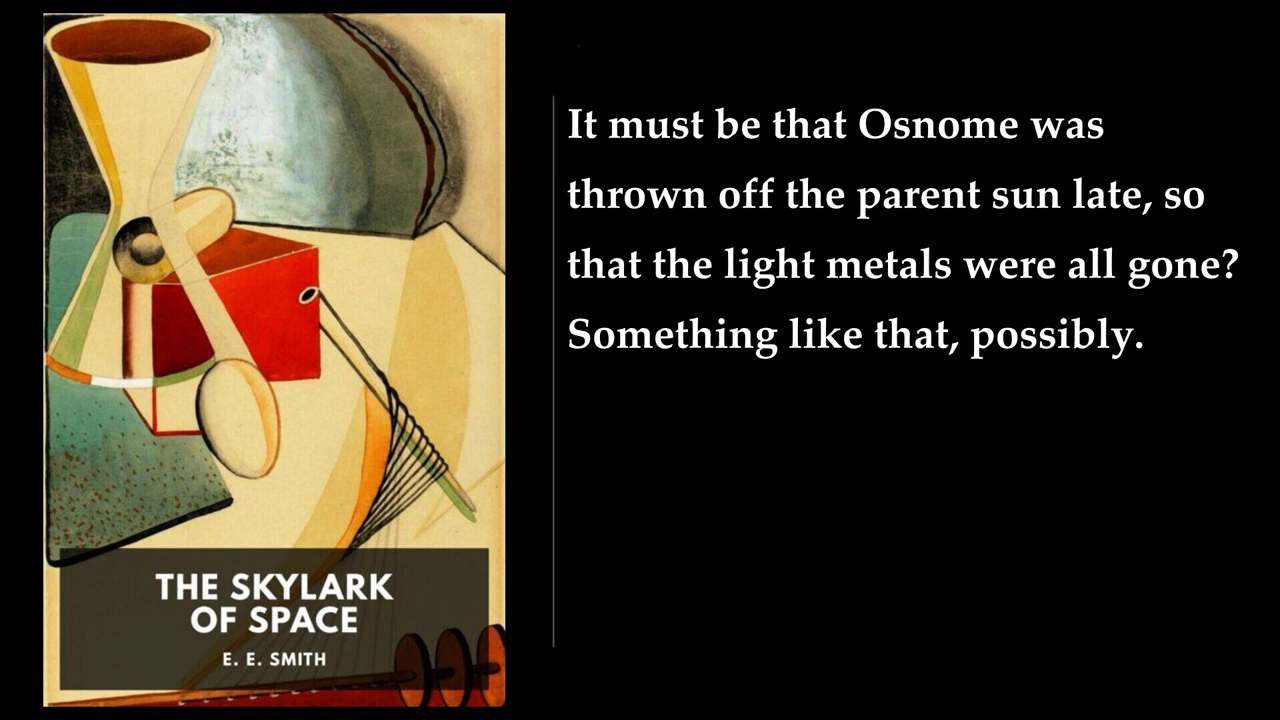 THE SKYLARK
OF SPACE
E. E. SMITH
It must be that Osnome was
thrown off the parent sun late, so
that the light metals were all gone?
Something like that, possibly.